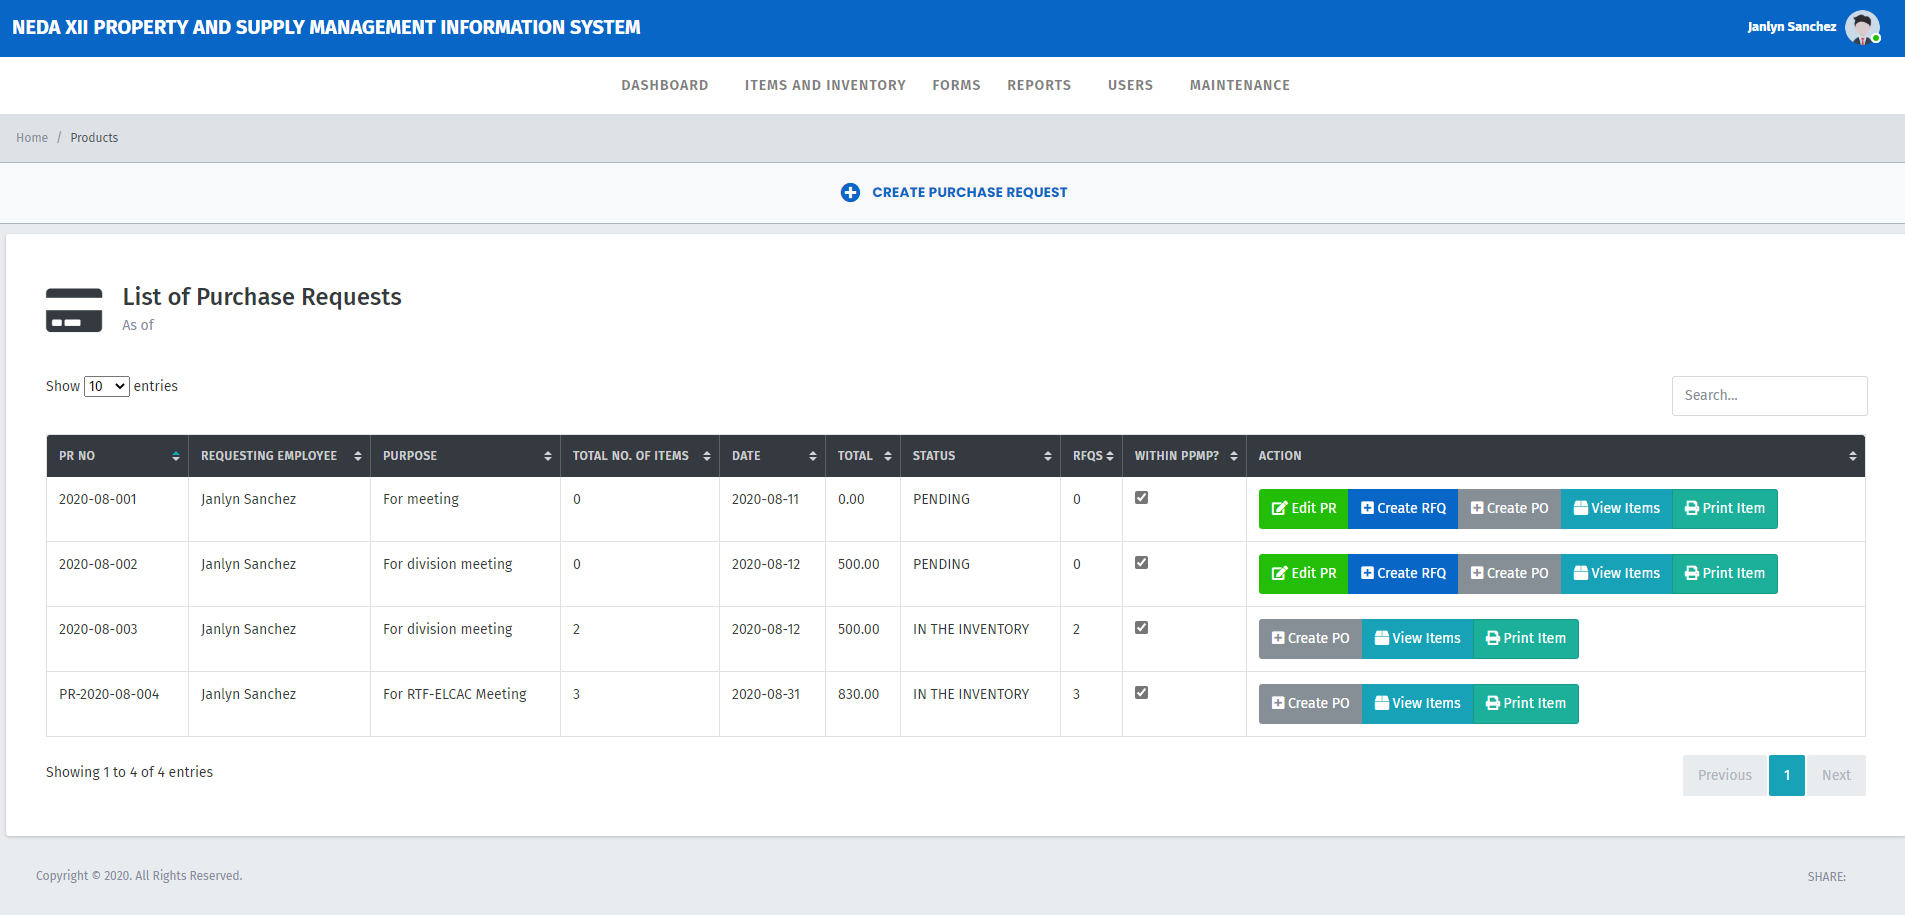 NEDA XII PROPERTY AND SUPPLY MANAGEMENT INFORMATION SYSTEM
Janlyn Sanchez
DASHBOARD ITEMS AND INVENTORY FORMS REPORTS USERS MAINTENANCE
Home / Products
CREATE PURCHASE REQUEST
List of Purchase Requests
As of
Show 10 entries
Search...
PR NO REQUESTING EMPLOYEE PURPOSE TOTAL NO. OF ITEMS DATE TOTAL STATUS RFQS WITHIN PPMP? ACTION
2020-08-001 Janlyn Sanchez For meeting 0 2020-08-11 0.00 PENDING 0 Edit PR Create RFQ Create PO View Items Print Item
2020-08-002 Janlyn Sanchez For division meeting 0 2020-08-12 500.00 PENDING 0 Edit PR Create RFQ Create PO View Items Print Item
2020-08-003 Janlyn Sanchez For division meeting 2 2020-08-12 500.00 IN THE INVENTORY 2 Create PO View Items Print Item
PR-2020-08-004 Janlyn Sanchez For RTF-ELCAC Meeting 3 2020-08-31 830.00 IN THE INVENTORY 3 Create PO View Items Print Item
Showing 1 to 4 of 4 entries
Previous 1 Next
Copyright © 2020. All Rights Reserved.
SHARE: